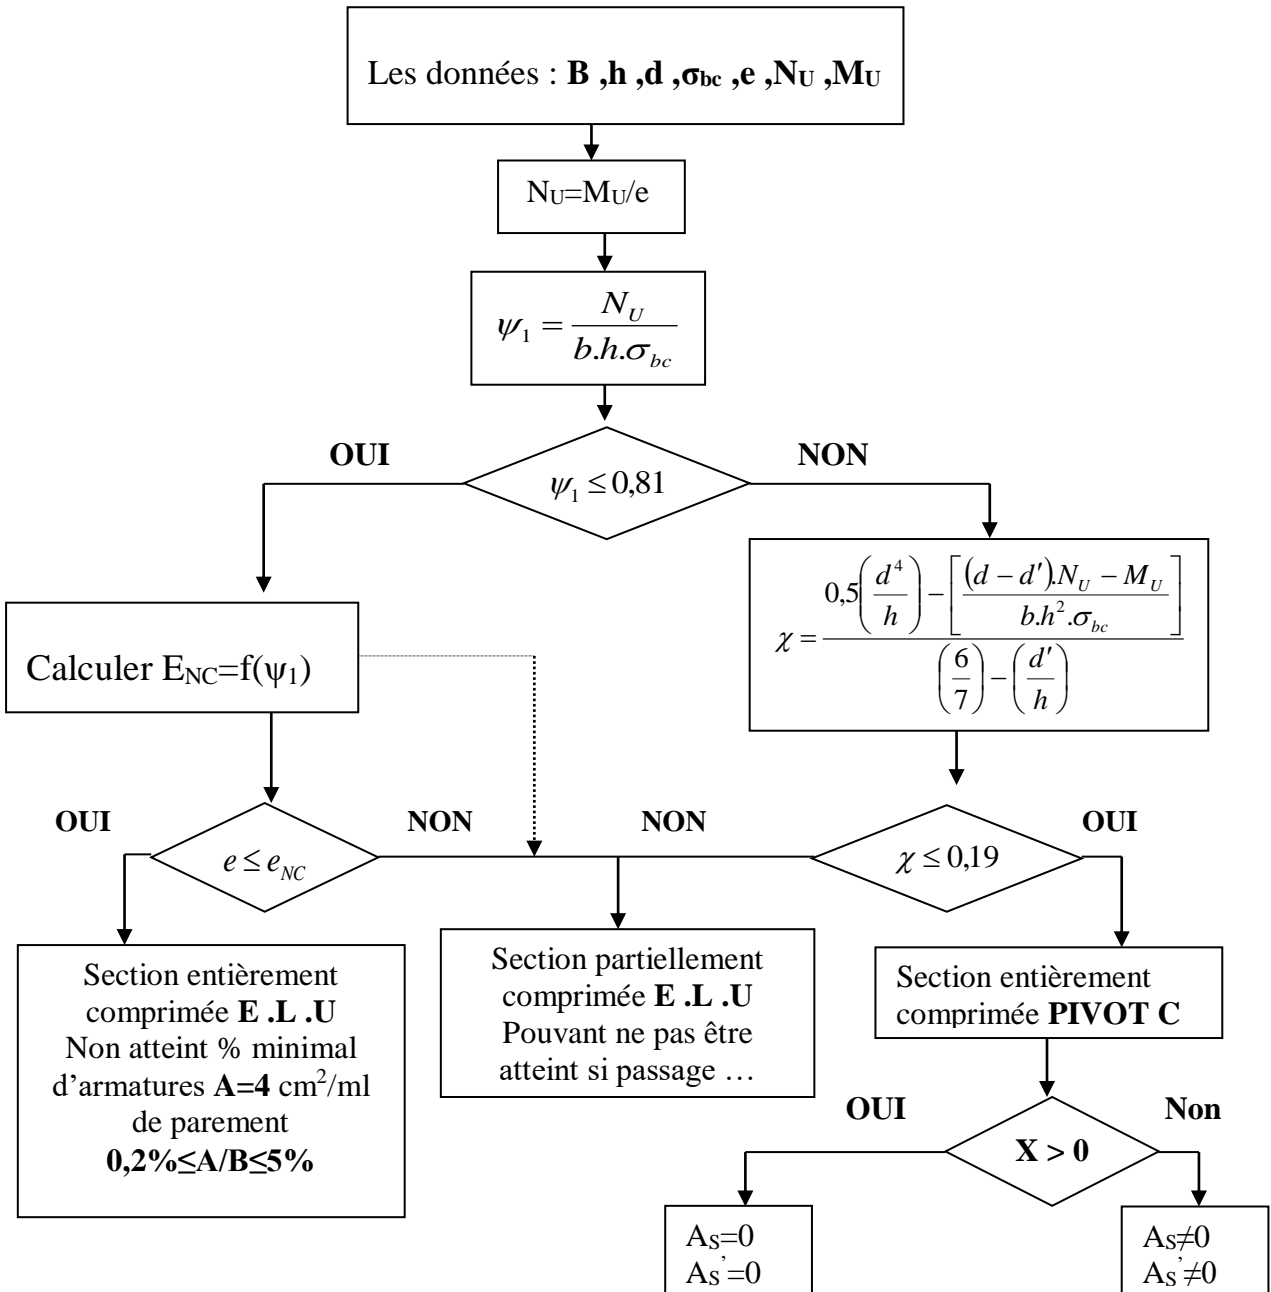 Les données : B ,h ,d ,σbc ,e ,NU ,MU
NU=MU/e
ψ1 = NU / b.h.σbc
OUI
NON
ψ1 ≤ 0,81
χ = (0,5(d⁴/h) − [((d − d′).NU − MU) / (b.h².σbc)]) / ((6/7) − (d′/h))
Calculer ENC=f(ψ1)
OUI
NON
NON
OUI
e ≤ eNC
χ ≤ 0,19
Section entièrement
comprimée E .L .U
Non atteint % minimal
d’armatures A=4 cm²/ml
de parement
0,2%≤A/B≤5%
Section partiellement
comprimée E .L .U
Pouvant ne pas être
atteint si passage …
Section entièrement
comprimée PIVOT C
OUI
Non
X > 0
AS=0
AS’=0
AS≠0
AS’≠0